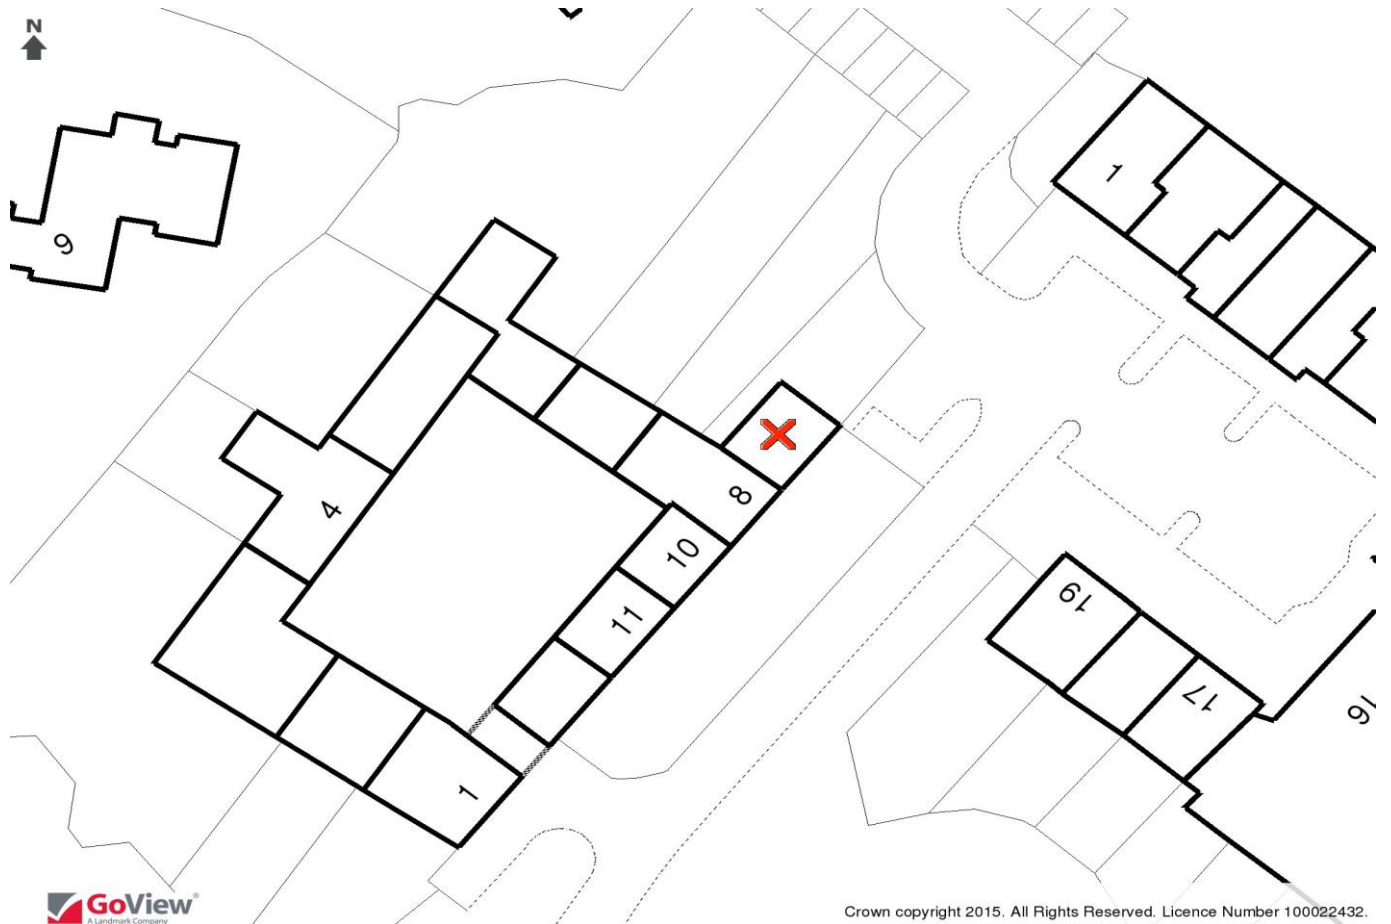 N
1
9
4
8
10
11
1
19
17
16
GoView®
A Landmark Company
Crown copyright 2015. All Rights Reserved. Licence Number 100022432.